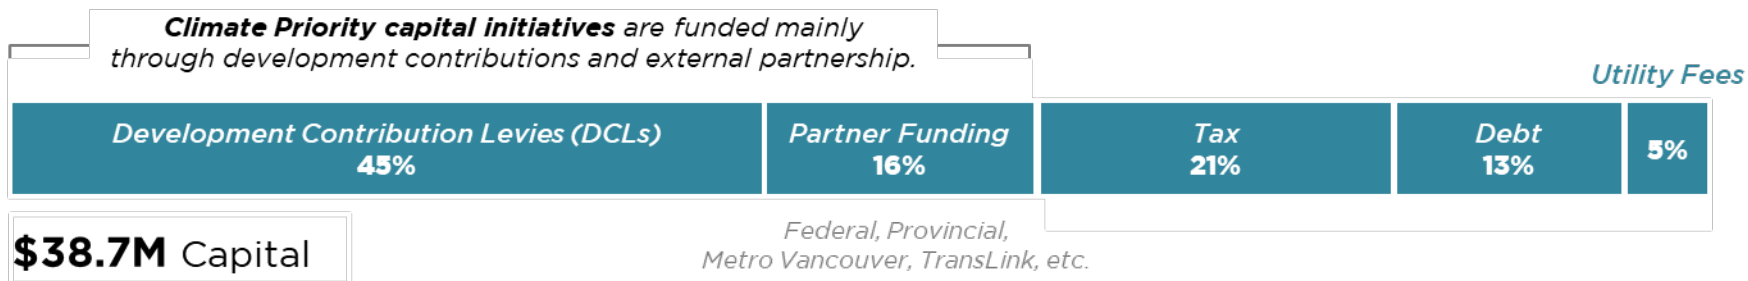 Climate Priority capital initiatives are funded mainly
through development contributions and external partnership.
Utility Fees
Development Contribution Levies (DCLs)
45%
Partner Funding
16%
Tax
21%
Debt
13%
5%
$38.7M Capital
Federal, Provincial,
Metro Vancouver, TransLink, etc.